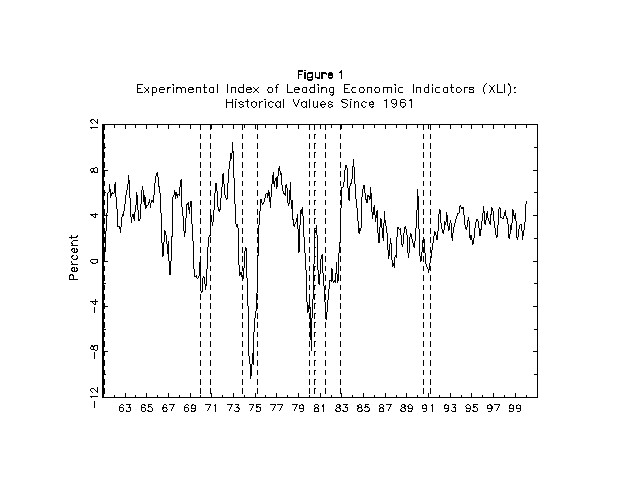 Figure 1
Experimental Index of Leading Economic Indicators (XLI):
Historical Values Since 1961
Percent
12
8
4
0
-4
-8
-12
63 65 67 69 71 73 75 77 79 81 83 85 87 89 91 93 95 97 99